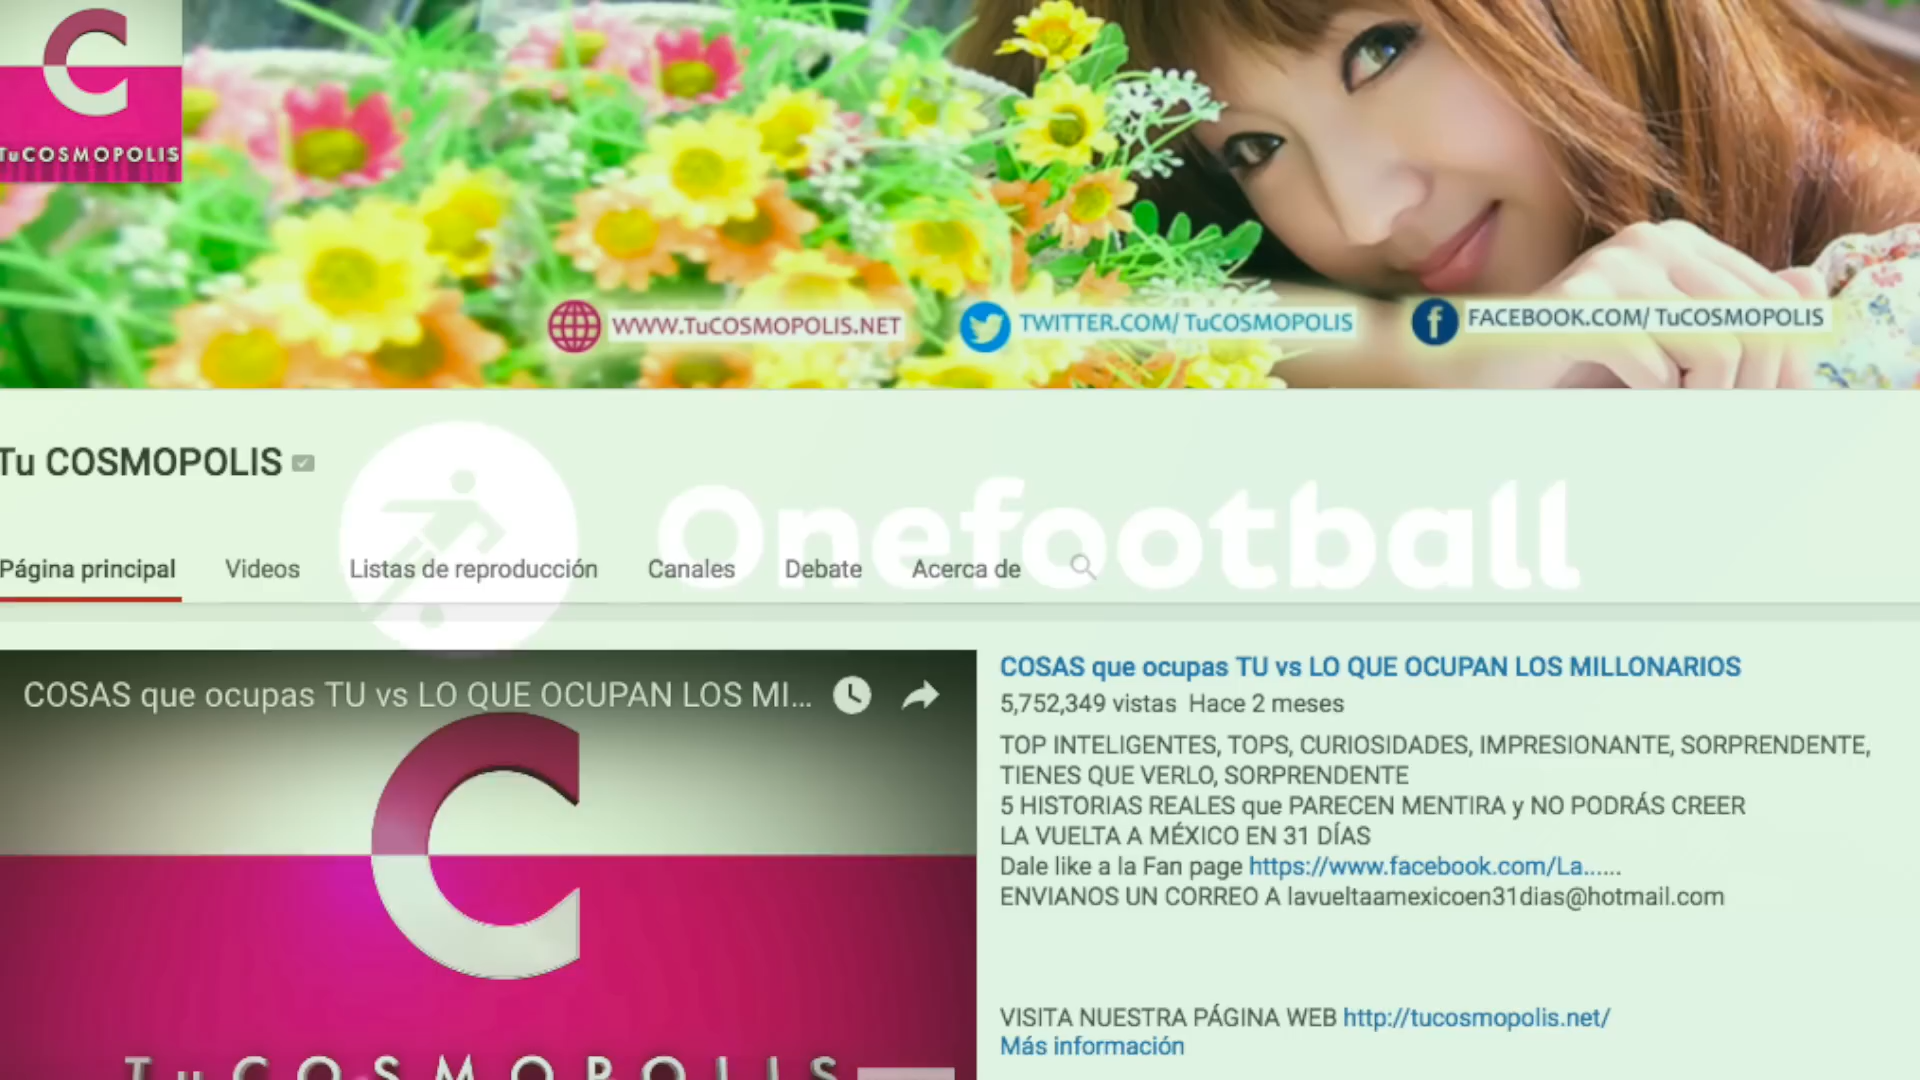 C
TuCOSMOPOLIS
WWW.TuCOSMOPOLIS.NET
TWITTER.COM/ TuCOSMOPOLIS
FACEBOOK.COM/ TuCOSMOPOLIS
Tu COSMOPOLIS
Onefootball
Página principal
Videos
Listas de reproducción
Canales
Debate
Acerca de
COSAS que ocupas TU vs LO QUE OCUPAN LOS MI...
C
TuCOSMOPOLIS
COSAS que ocupas TU vs LO QUE OCUPAN LOS MILLONARIOS
5,752,349 vistas Hace 2 meses
TOP INTELIGENTES, TOPS, CURIOSIDADES, IMPRESIONANTE, SORPRENDENTE,
TIENES QUE VERLO, SORPRENDENTE
5 HISTORIAS REALES que PARECEN MENTIRA y NO PODRÁS CREER
LA VUELTA A MÉXICO EN 31 DÍAS
Dale like a la Fan page https://www.facebook.com/La......
ENVIANOS UN CORREO A lavueltaamexicoen31dias@hotmail.com
VISITA NUESTRA PÁGINA WEB http://tucosmopolis.net/
Más información